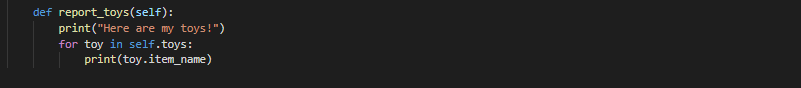 def report_toys(self):
    print("Here are my toys!")
    for toy in self.toys:
        print(toy.item_name)